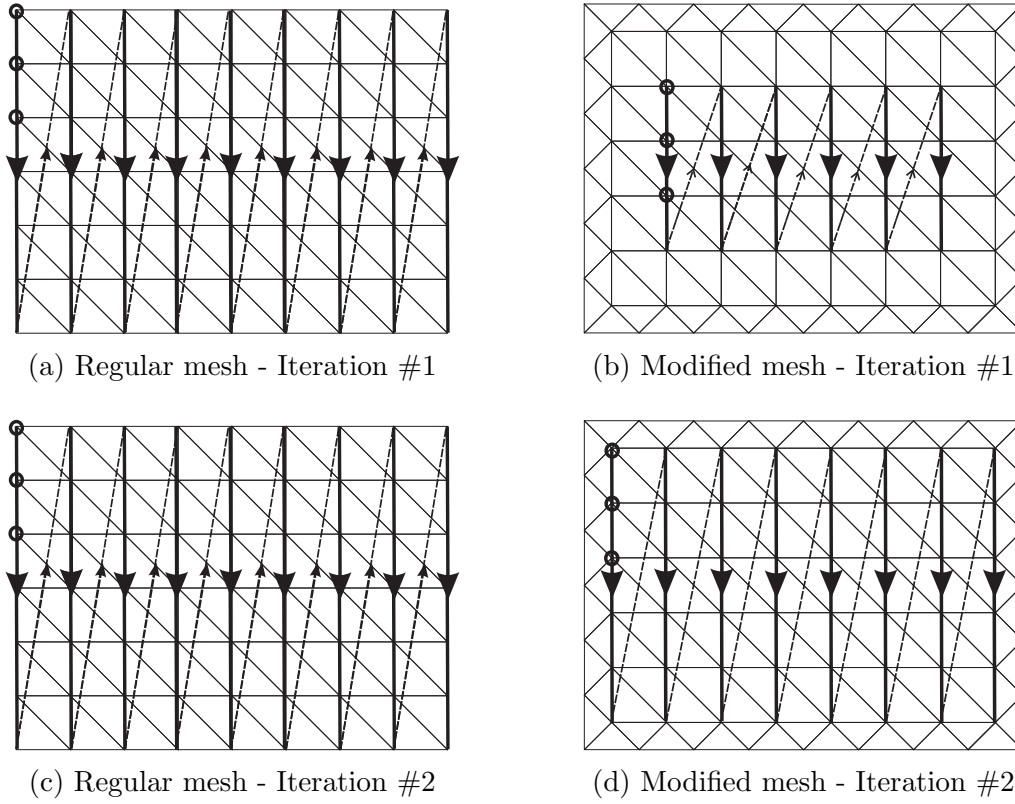 (a) Regular mesh - Iteration #1
(b) Modified mesh - Iteration #1
(c) Regular mesh - Iteration #2
(d) Modified mesh - Iteration #2